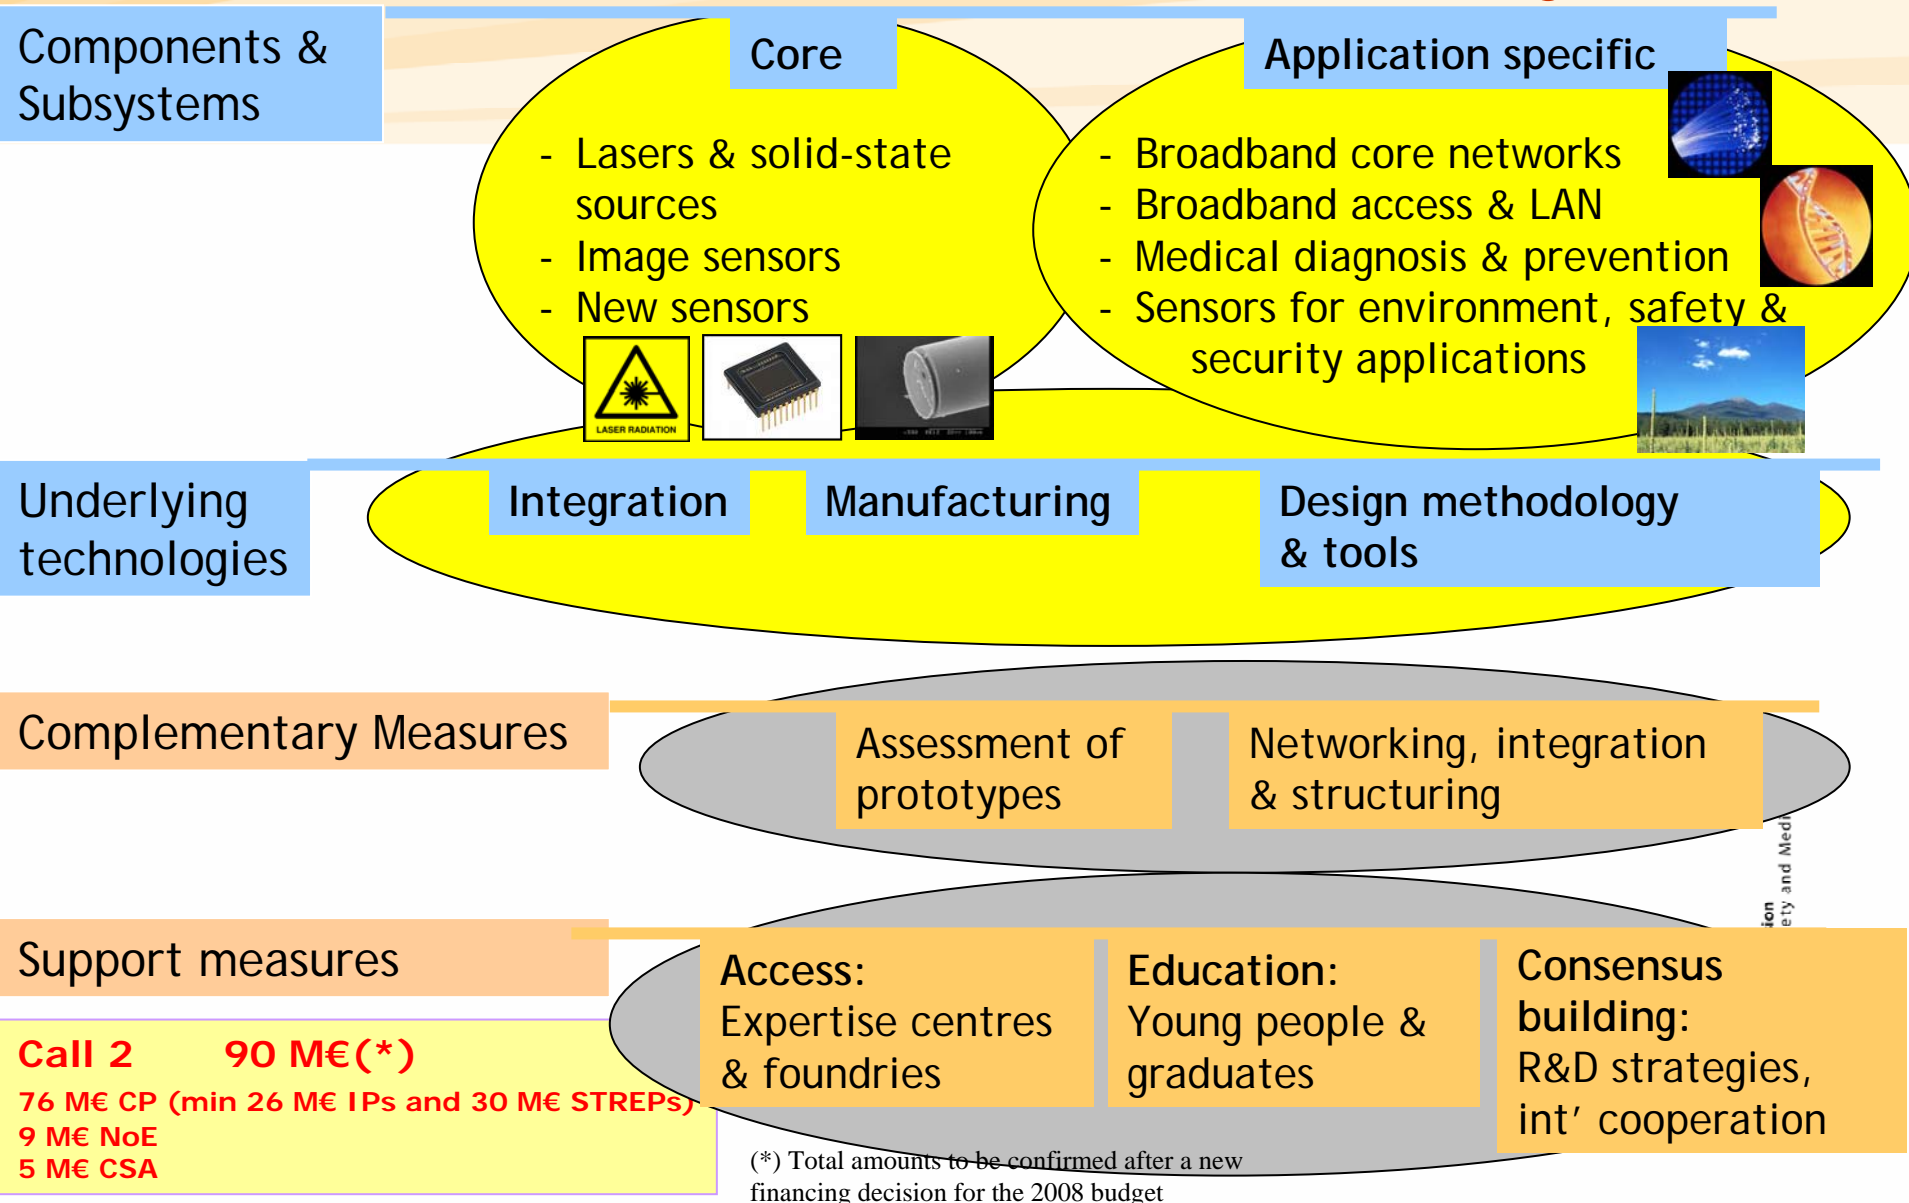 Components &
Subsystems
Core
Application specific
- Lasers & solid-state
sources
- Image sensors
- New sensors
- Broadband core networks
- Broadband access & LAN
- Medical diagnosis & prevention
- Sensors for environment, safety &
security applications
LASER RADIATION
Underlying
technologies
Integration
Manufacturing
Design methodology
& tools
Complementary Measures
Assessment of
prototypes
Networking, integration
& structuring
Support measures
Access:
Expertise centres
& foundries
Education:
Young people &
graduates
Consensus
building:
R&D strategies,
int' cooperation
Call 2 90 M€(*)
76 M€ CP (min 26 M€ IPs and 30 M€ STREPs)
9 M€ NoE
5 M€ CSA
(*) Total amounts to be confirmed after a new
financing decision for the 2008 budget
and